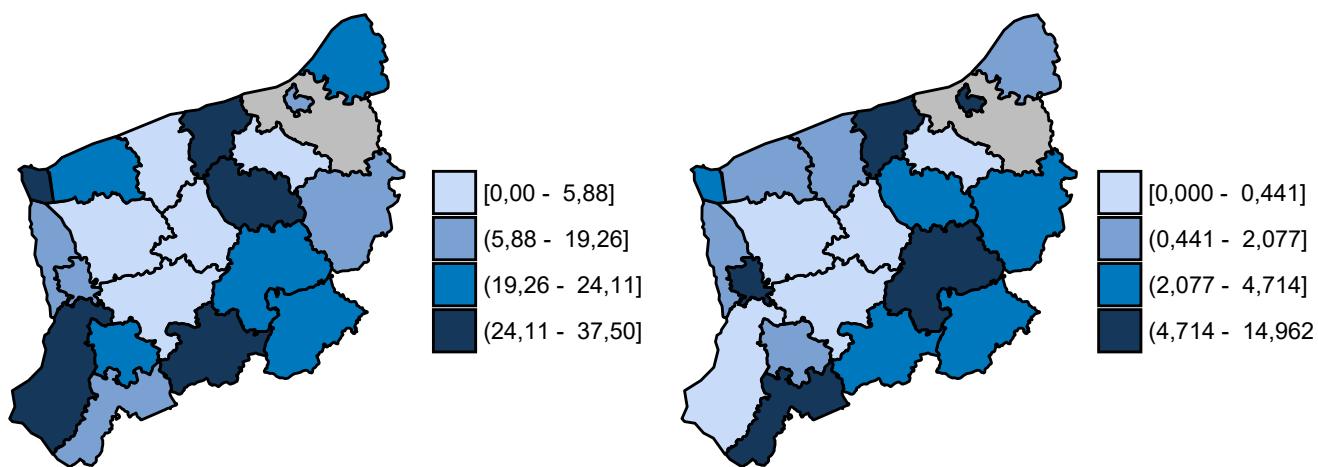 [0,00 - 5,88]
(5,88 - 19,26]
(19,26 - 24,11]
(24,11 - 37,50]
[0,000 - 0,441]
(0,441 - 2,077]
(2,077 - 4,714]
(4,714 - 14,962